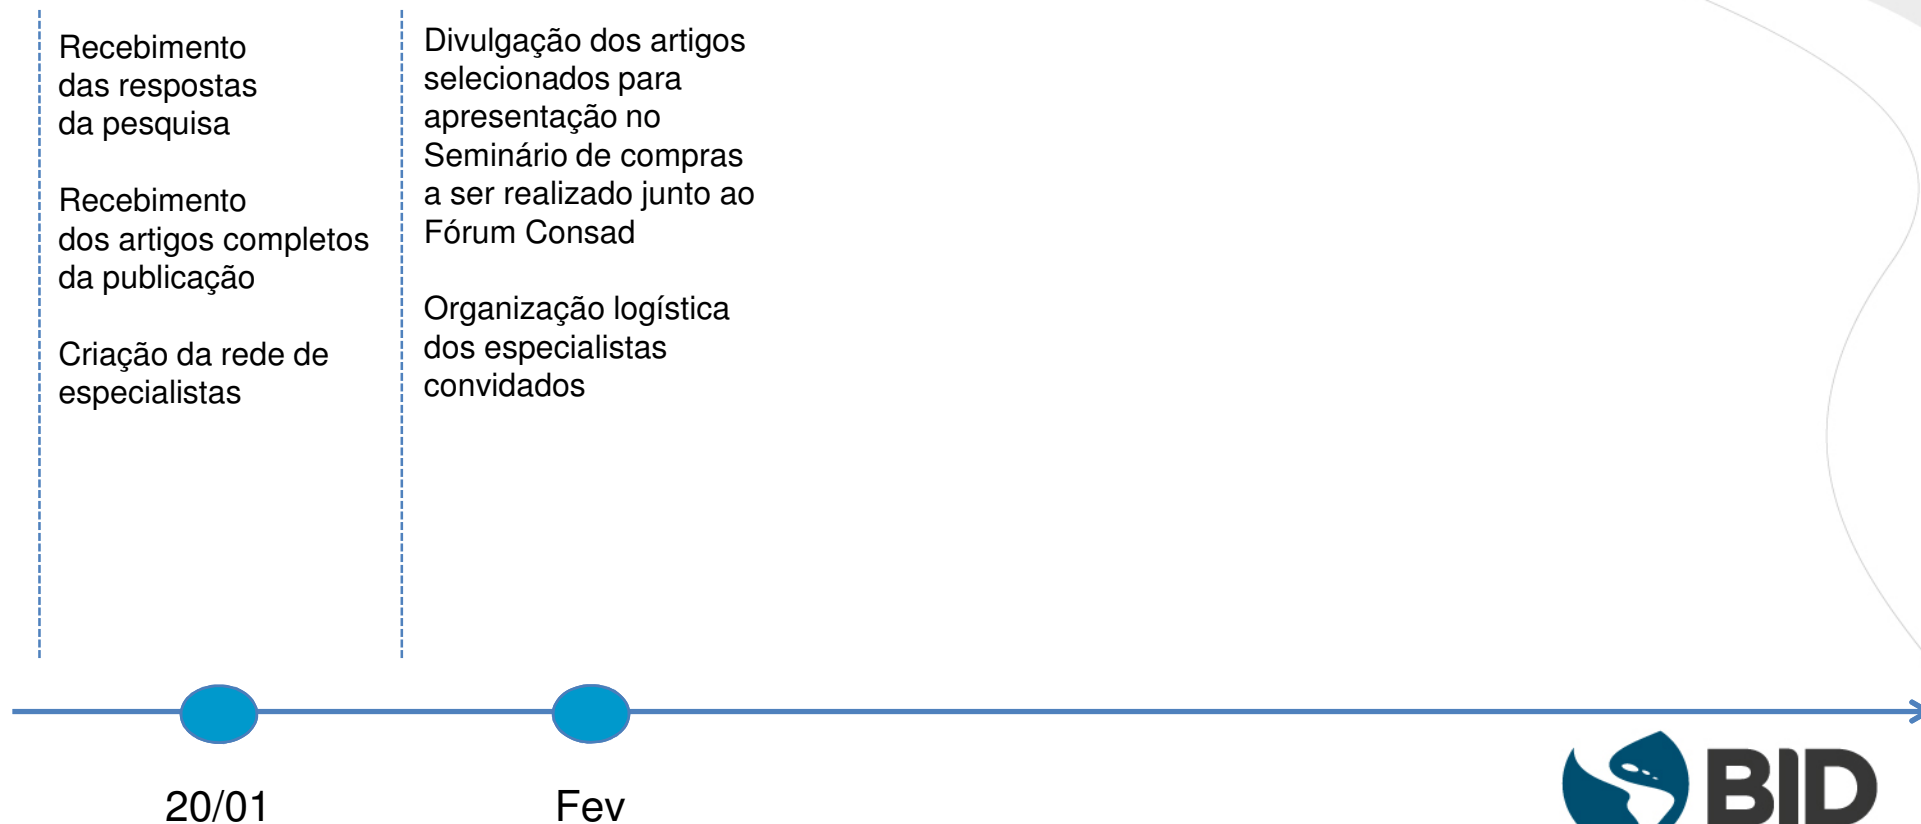 Recebimento
das respostas
da pesquisa
Recebimento
dos artigos completos
da publicação
Criação da rede de
especialistas
Divulgação dos artigos
selecionados para
apresentação no
Seminário de compras
a ser realizado junto ao
Fórum Consad
Organização logística
dos especialistas
convidados
20/01
Fev
BID